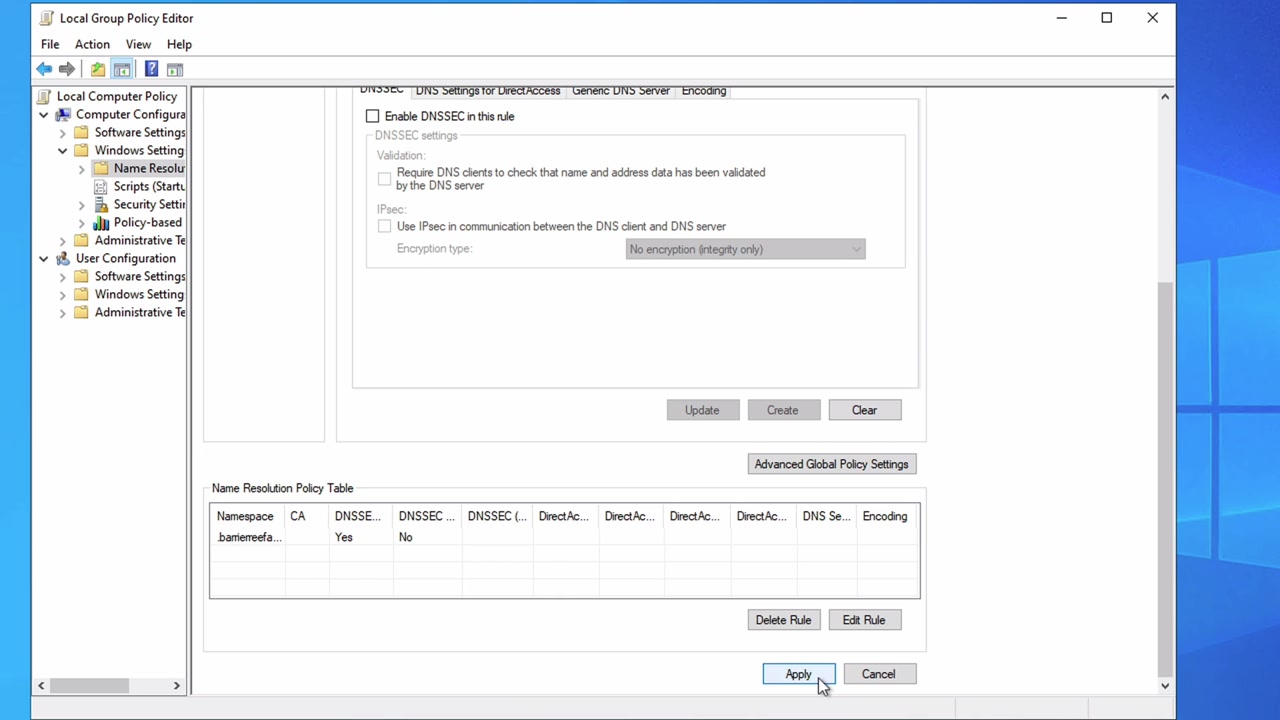 Local Group Policy Editor
File Action View Help
Local Computer Policy
Computer Configura
Software Settings
Windows Setting
Name Resolu
Scripts (Startu
Security Settin
Policy-based
Administrative Te
User Configuration
Software Settings
Windows Setting
Administrative Te
DNSSEC DNS Settings for DirectAccess Generic DNS Server Encoding
Enable DNSSEC in this rule
DNSSEC settings
Validation:
Require DNS clients to check that name and address data has been validated
by the DNS server
IPsec:
Use IPsec in communication between the DNS client and DNS server
Encryption type: No encryption (integrity only)
Update Create Clear
Advanced Global Policy Settings
Name Resolution Policy Table
Namespace CA DNSSE... DNSSEC ... DNSSEC (... DirectAc... DirectAc... DirectAc... DirectAc... DNS Se... Encoding
.barrierreefa... Yes No
Delete Rule Edit Rule
Apply Cancel